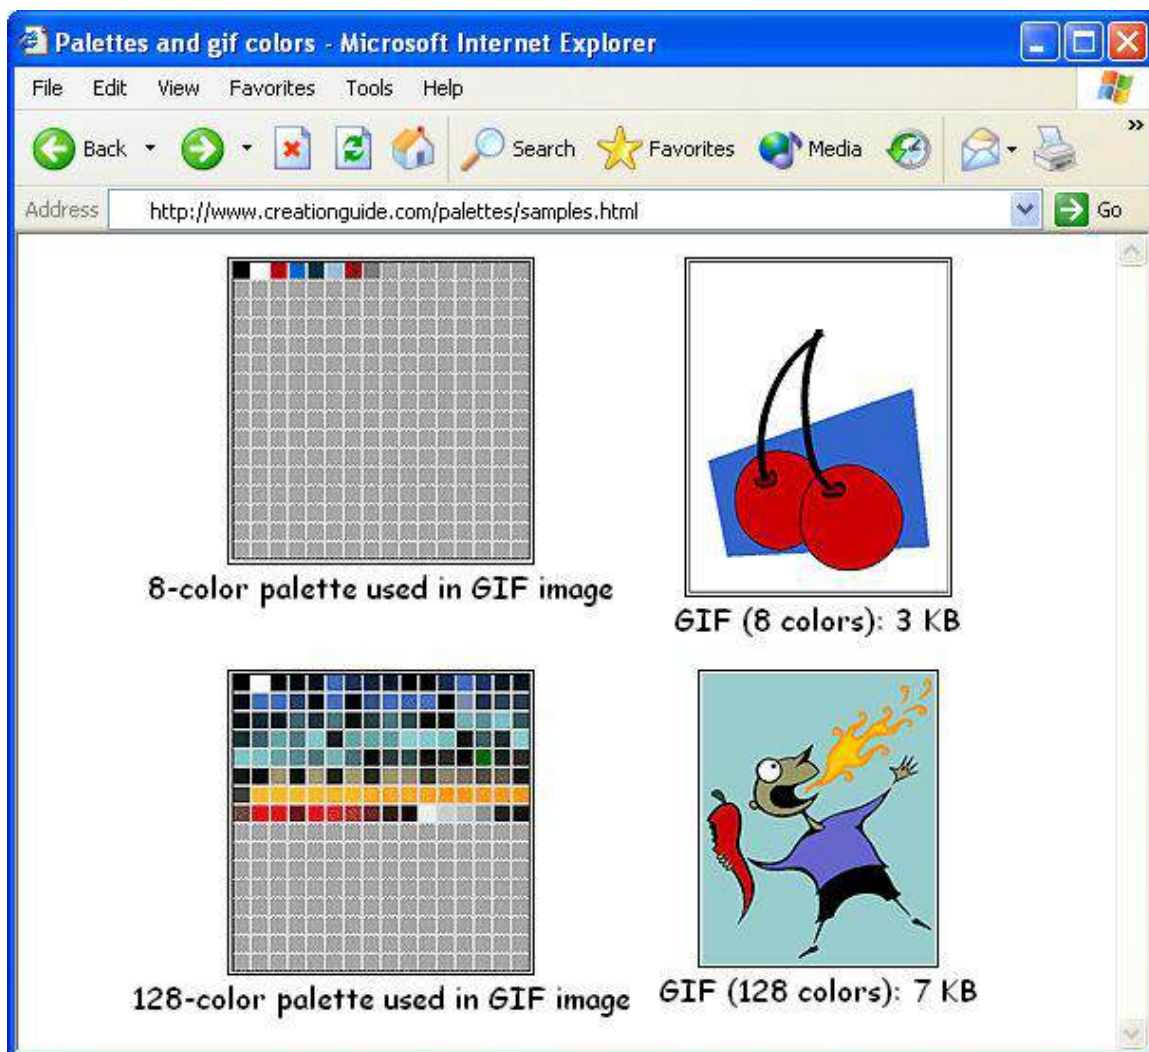 Palettes and gif colors - Microsoft Internet Explorer
File Edit View Favorites Tools Help
Back Search Favorites Media »
Address http://www.creationguide.com/palettes/samples.html Go
8-color palette used in GIF image
GIF (8 colors): 3 KB
128-color palette used in GIF image
GIF (128 colors): 7 KB